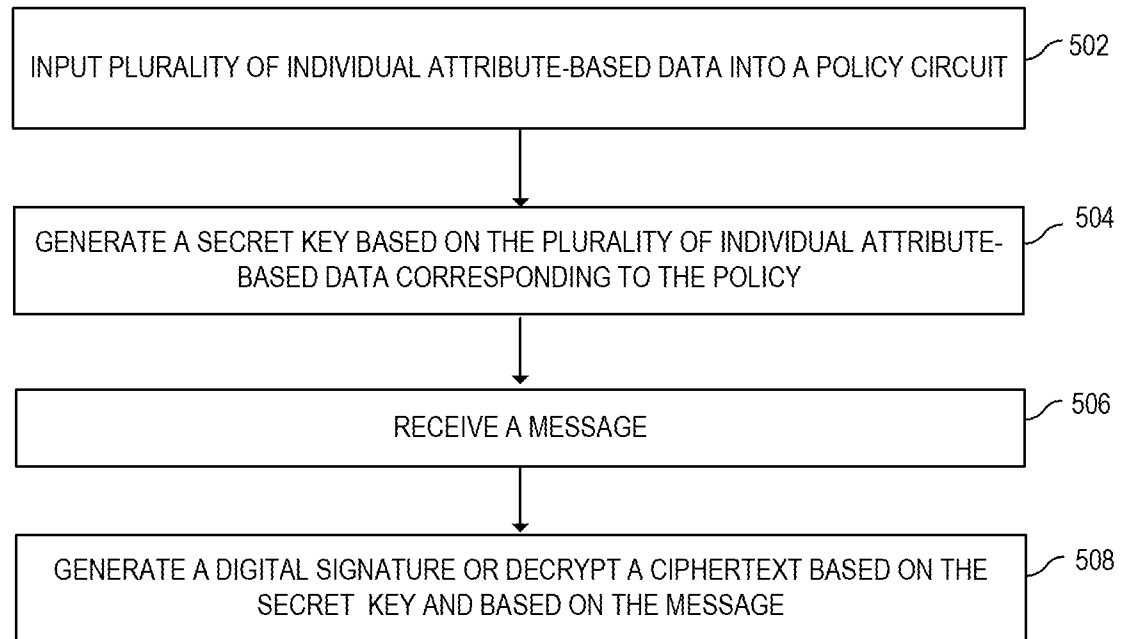 INPUT PLURALITY OF INDIVIDUAL ATTRIBUTE-BASED DATA INTO A POLICY CIRCUIT
502
GENERATE A SECRET KEY BASED ON THE PLURALITY OF INDIVIDUAL ATTRIBUTE-
BASED DATA CORRESPONDING TO THE POLICY
504
RECEIVE A MESSAGE
506
GENERATE A DIGITAL SIGNATURE OR DECRYPT A CIPHERTEXT BASED ON THE
SECRET KEY AND BASED ON THE MESSAGE
508